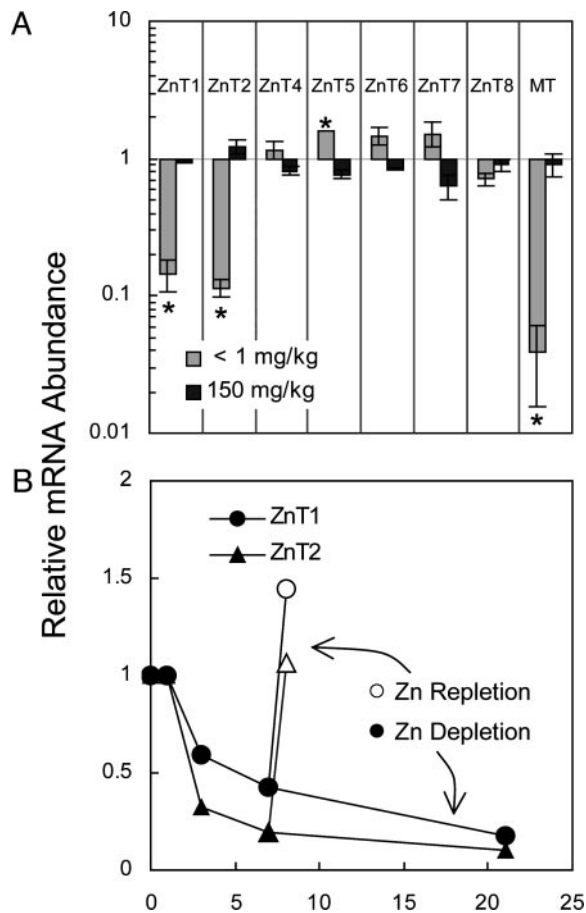 A
10
ZnT1 ZnT2 ZnT4 ZnT5 ZnT6 ZnT7 ZnT8 MT
*
1
0.1
* *
< 1 mg/kg
150 mg/kg
*
0.01
Relative mRNA Abundance
B
2
ZnT1
ZnT2
1.5
1
Zn Repletion
Zn Depletion
0.5
0
0 5 10 15 20 25